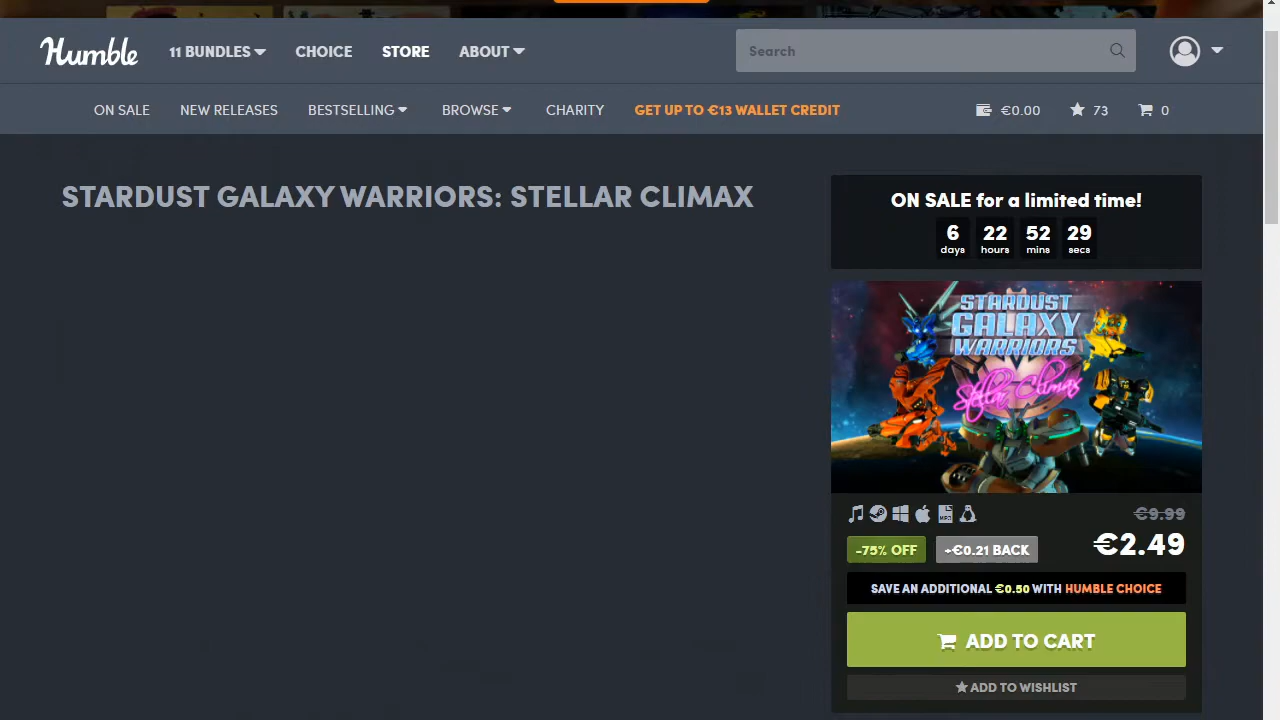 Humble
11 BUNDLES
CHOICE
STORE
ABOUT
Search
ON SALE
NEW RELEASES
BESTSELLING
BROWSE
CHARITY
GET UP TO €13 WALLET CREDIT
€0.00
73
0
STARDUST GALAXY WARRIORS: STELLAR CLIMAX
ON SALE for a limited time!
6 22 52 29
days hours mins secs
STARDUST
GALAXY
WARRIORS
Stellar Climax
MP3
€9.99
-75% OFF
+€0.21 BACK
€2.49
SAVE AN ADDITIONAL €0.50 WITH HUMBLE CHOICE
ADD TO CART
ADD TO WISHLIST